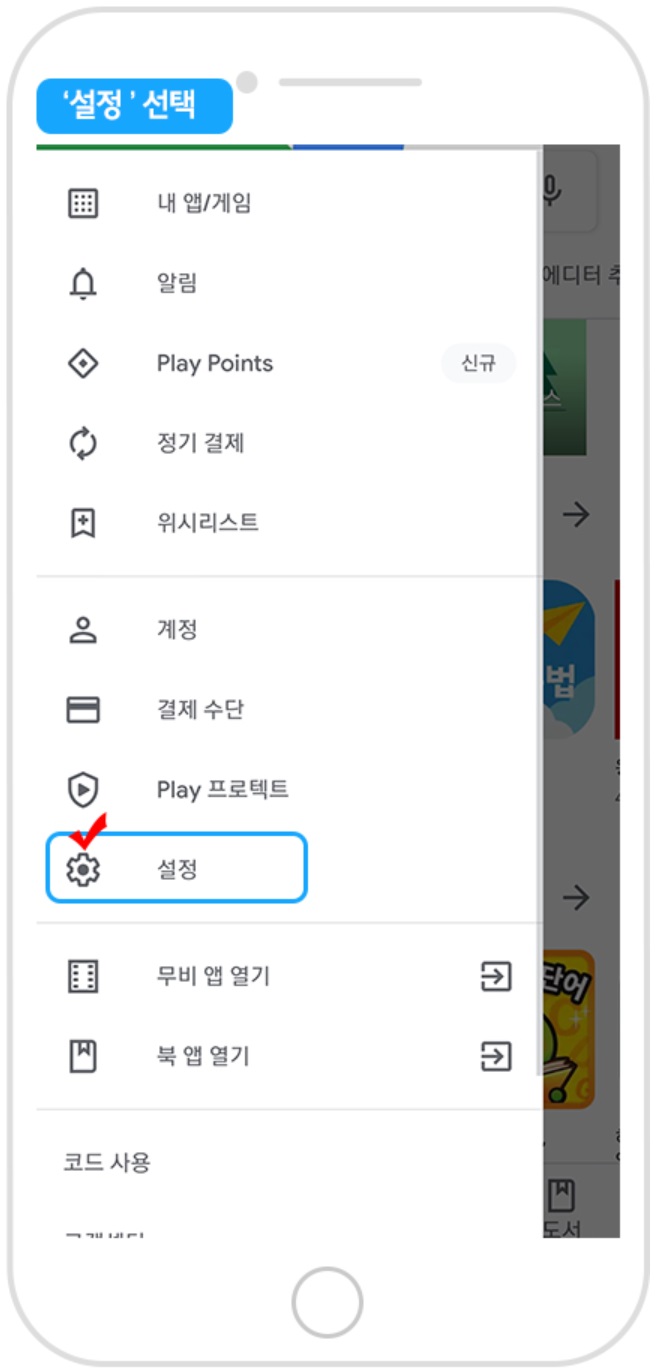 ‘설정 ’ 선택
내 앱/게임
에디터 추
알림
Play Points
신규
스
정기 결제
위시리스트
계정
법
결제 수단
Play 프로텍트
설정
단어
무비 앱 열기
북 앱 열기
코드 사용
도서